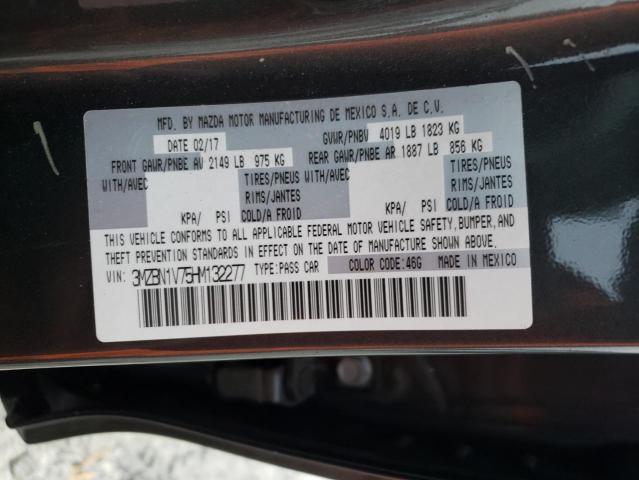 MFD. BY MAZDA MOTOR MANUFACTURING DE MEXICO S.A. DE C.V.
DATE 02/17 GVWR/PNBV 4019 LB 1823 KG
FRONT GAWR/PNBE AV 2149 LB 975 KG REAR GAWR/PNBE AR 1887 LB 856 KG
WITH/AVEC TIRES/PNEUS WITH/AVEC TIRES/PNEUS
RIMS/JANTES RIMS/JANTES
KPA/ PSI COLD/A FROID KPA/ PSI COLD/A FROID
THIS VEHICLE CONFORMS TO ALL APPLICABLE FEDERAL MOTOR VEHICLE SAFETY, BUMPER, AND
THEFT PREVENTION STANDARDS IN EFFECT ON THE DATE OF MANUFACTURE SHOWN ABOVE.
VIN: 3MZBN1V75HM132277 TYPE:PASS CAR COLOR CODE:46G MADE IN MEXICO